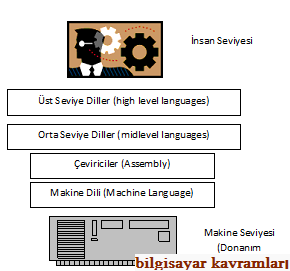 İnsan Seviyesi
Üst Seviye Diller (high level languages)
Orta Seviye Diller (midlevel languages)
Çeviriciler (Assembly)
Makine Dili (Machine Language)
Makine Seviyesi
(Donanım
bilgisayar kavramları